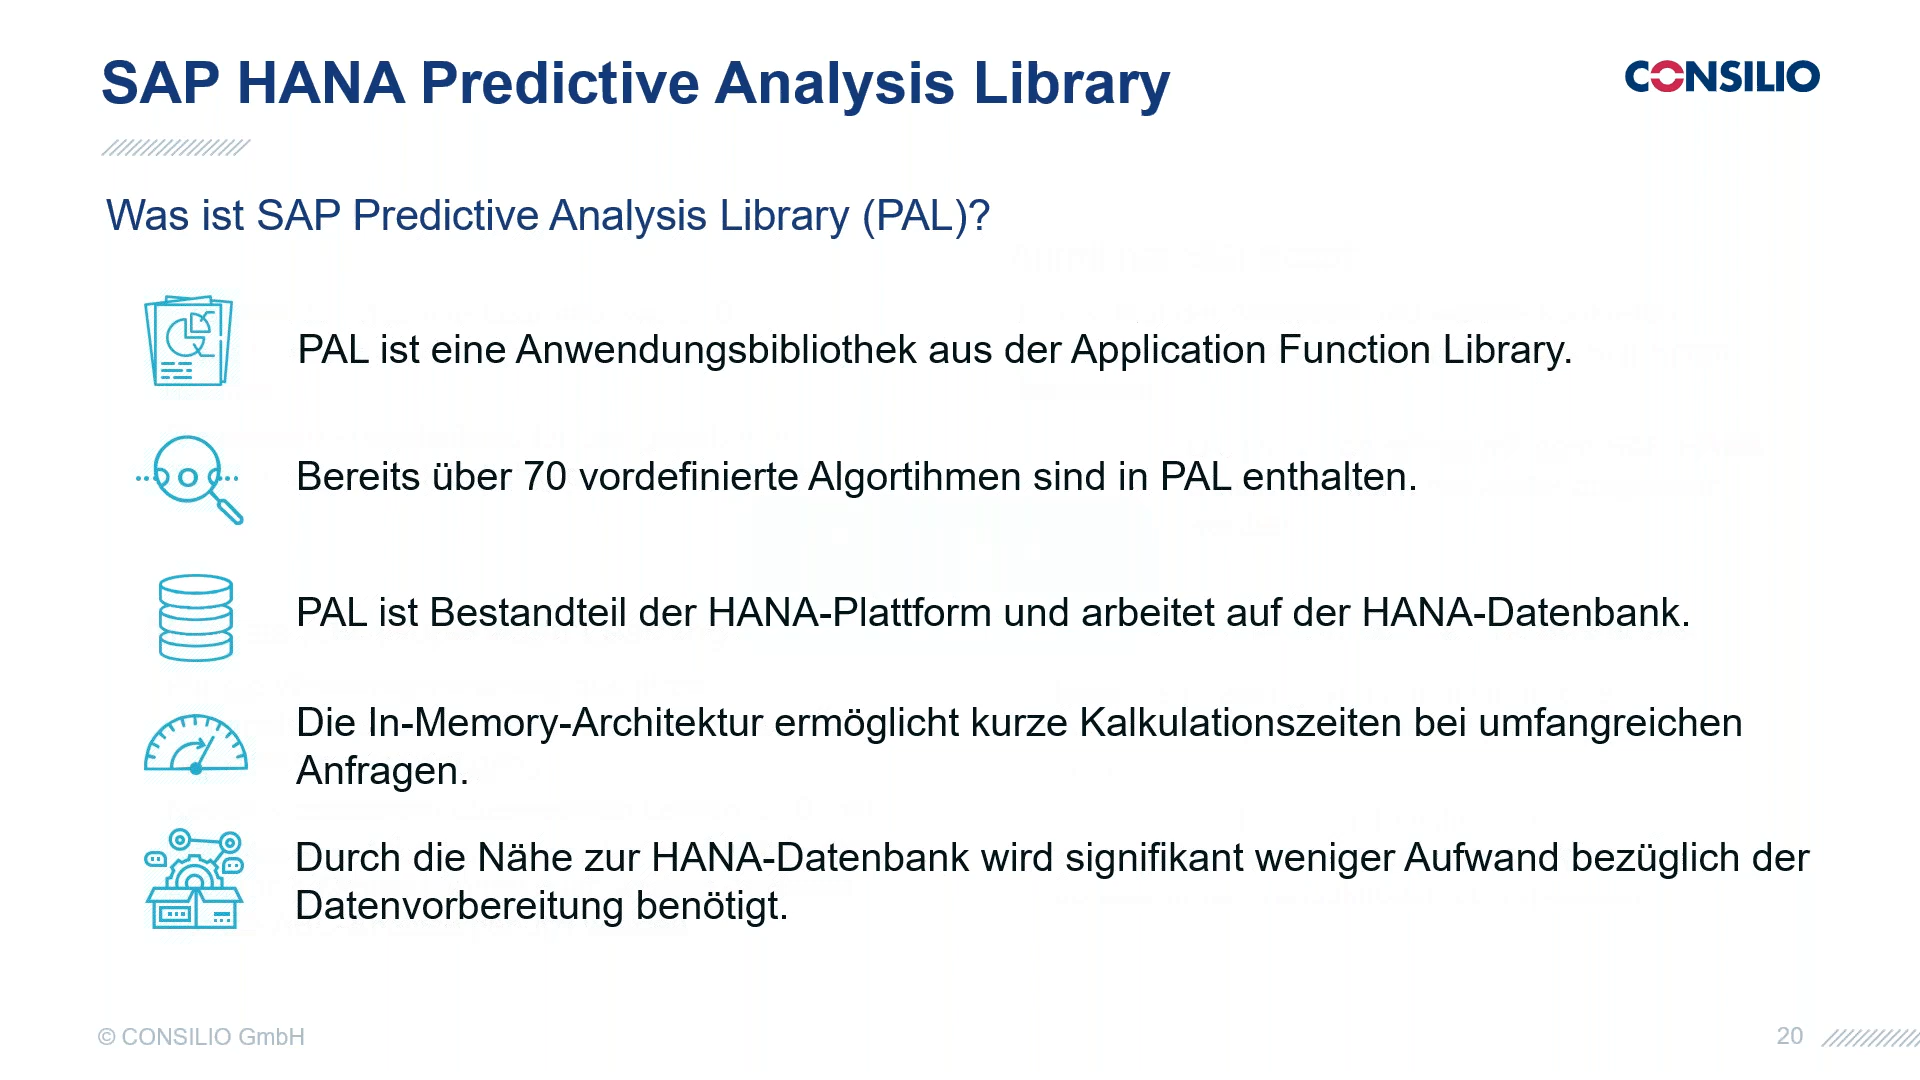 SAP HANA Predictive Analysis Library
CONSILIO
Was ist SAP Predictive Analysis Library (PAL)?
PAL ist eine Anwendungsbibliothek aus der Application Function Library.
Bereits über 70 vordefinierte Algortihmen sind in PAL enthalten.
PAL ist Bestandteil der HANA-Plattform und arbeitet auf der HANA-Datenbank.
Die In-Memory-Architektur ermöglicht kurze Kalkulationszeiten bei umfangreichen
Anfragen.
Durch die Nähe zur HANA-Datenbank wird signifikant weniger Aufwand bezüglich der
Datenvorbereitung benötigt.
© CONSILIO GmbH
20